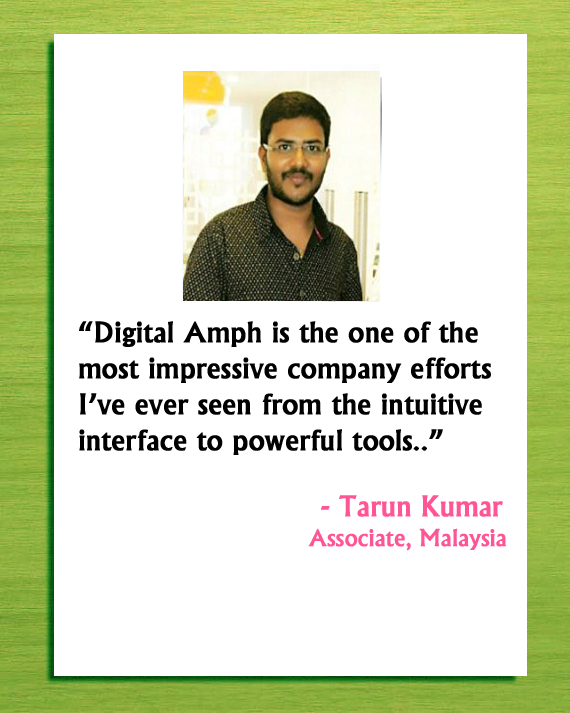 “Digital Amph is the one of the
most impressive company efforts
I’ve ever seen from the intuitive
interface to powerful tools..”
- Tarun Kumar
Associate, Malaysia